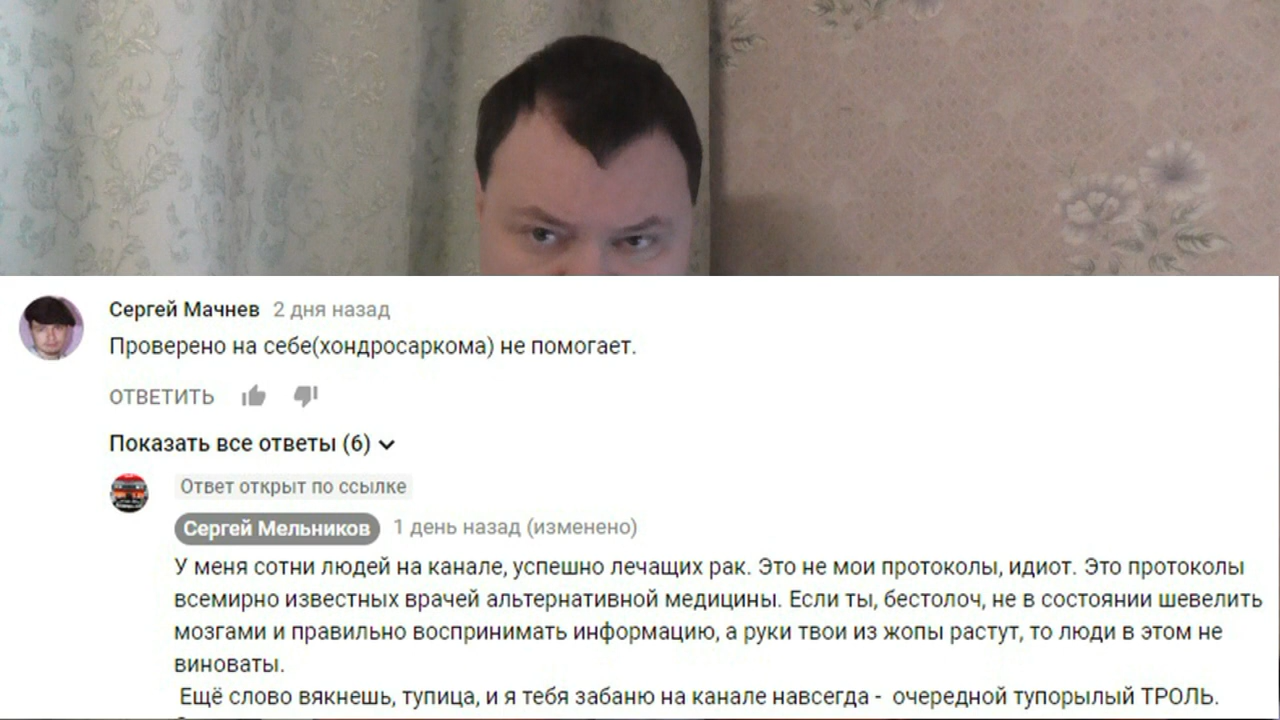 Сергей Мачнев 2 дня назад
Проверено на себе(хондросаркома) не помогает.
ОТВЕТИТЬ
Показать все ответы (6)
Ответ открыт по ссылке
Сергей Мельников 1 день назад (изменено)
У меня сотни людей на канале, успешно лечащих рак. Это не мои протоколы, идиот. Это протоколы
всемирно известных врачей альтернативной медицины. Если ты, бестолоч, не в состоянии шевелить
мозгами и правильно воспринимать информацию, а руки твои из жопы растут, то люди в этом не
виноваты.
Ещё слово вякнешь, тупица, и я тебя забаню на канале навсегда - очередной тупорылый ТРОЛЬ.